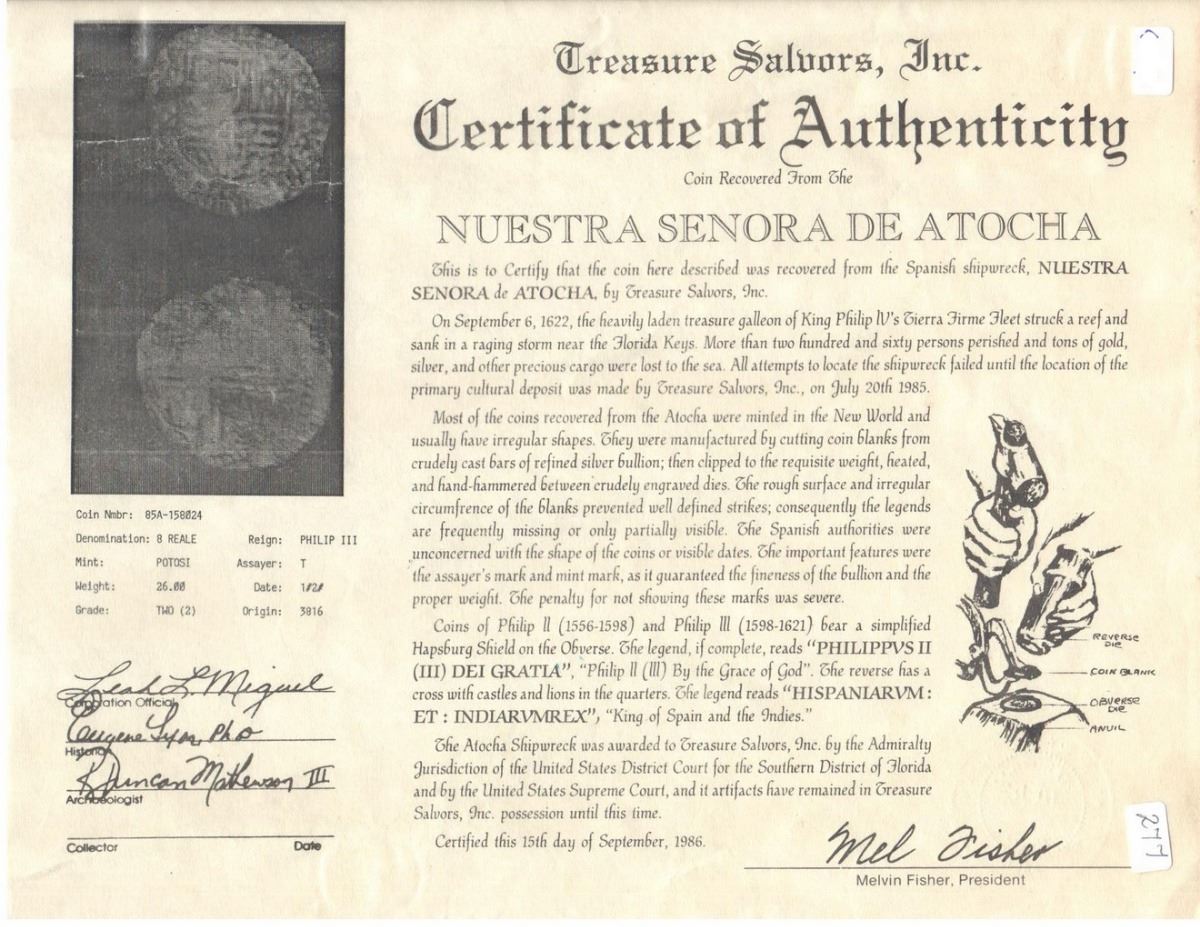 Treasure Salvors, Inc.
Certificate of Authenticity
Coin Recovered From The
NUESTRA SENORA DE ATOCHA
This is to Certify that the coin here described was recovered from the Spanish shipwreck, NUESTRA
SENORA de ATOCHA, by Treasure Salvors, Inc.
On September 6, 1622, the heavily laden treasure galleon of King Philip lV's Tierra Firme Fleet struck a reef and
sank in a raging storm near the Florida Keys. More than two hundred and sixty persons perished and tons of gold,
silver, and other precious cargo were lost to the sea. All attempts to locate the shipwreck failed until the location of the
primary cultural deposit was made by Treasure Salvors, Inc., on July 20th 1985.
Most of the coins recovered from the Atocha were minted in the New World and
usually have irregular shapes. They were manufactured by cutting coin blanks from
crudely cast bars of refined silver bullion; then clipped to the requisite weight, heated,
and hand-hammered between crudely engraved dies. The rough surface and irregular
circumfrence of the blanks prevented well defined strikes; consequently the legends
are frequently missing or only partially visible. The Spanish authorities were
unconcerned with the shape of the coins or visible dates. The important features were
the assayer's mark and mint mark, as it guaranteed the fineness of the bullion and the
proper weight. The penalty for not showing these marks was severe.
Coins of Philip ll (1556-1598) and Philip lll (1598-1621) bear a simplified
Hapsburg Shield on the Obverse. The legend, if complete, reads "PHILIPPVS II
(III) DEI GRATIA", "Philip ll (lll) By the Grace of God". The reverse has a
cross with castles and lions in the quarters. The legend reads "HISPANIARVM :
ET : INDIARVMREX", "King of Spain and the Indies."
The Atocha Shipwreck was awarded to Treasure Salvors, Inc. by the Admiralty
Jurisdiction of the United States District Court for the Southern District of Florida
and by the United States Supreme Court, and it artifacts have remained in Treasure
Salvors, Inc. possession until this time.
Certified this 15th day of September, 1986.
Mel Fisher
Melvin Fisher, President
REVERSE
DIE
COIN BLANK
OBVERSE
DIE
ANVIL
277
Coin Nmbr: 85A-158024
Denomination: 8 REALE Reign: PHILIP III
Mint: POTOSI Assayer: T
Weight: 26.00 Date:
Grade: TWO (2) Origin: 3816
Leah L. Miguel
Corporation Official
Eugene Lyon, PhD
Historian
R Duncan Mathewson III
Archeologist
Collector Date